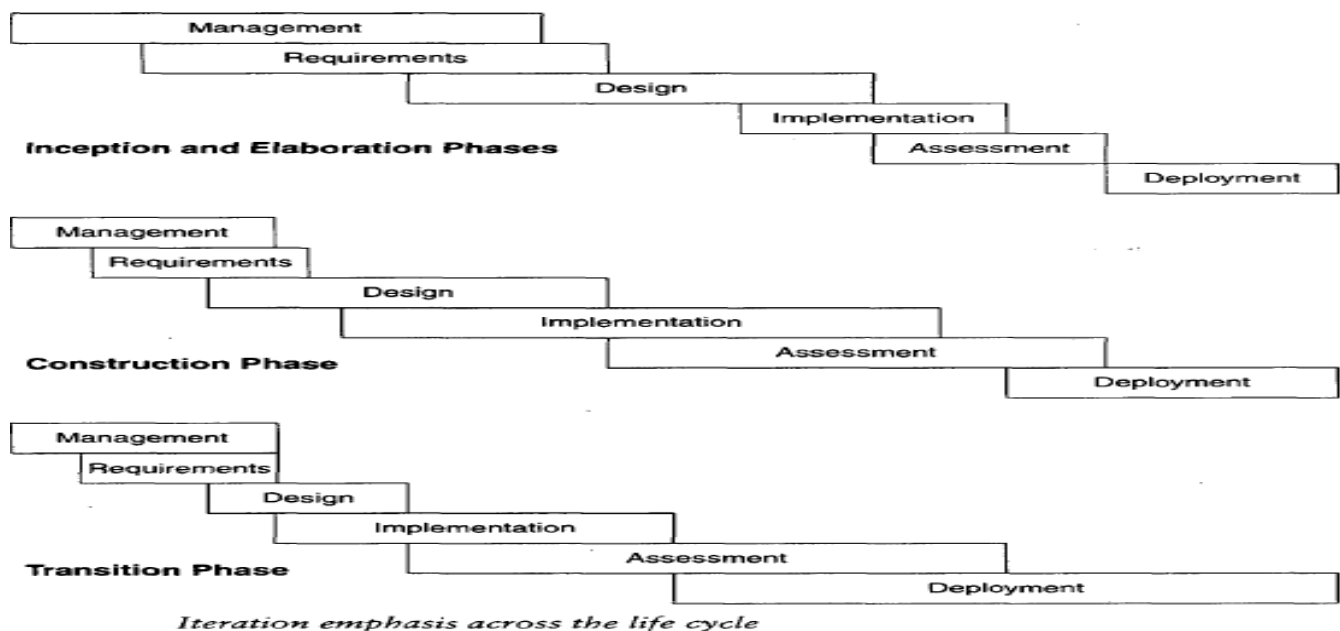 Management
Requirements
Design
Implementation
Inception and Elaboration Phases
Assessment
Deployment
Management
Requirements
Design
Implementation
Assessment
Construction Phase
Deployment
Management
Requirements
Design
Implementation
Assessment
Transition Phase
Deployment
Iteration emphasis across the life cycle